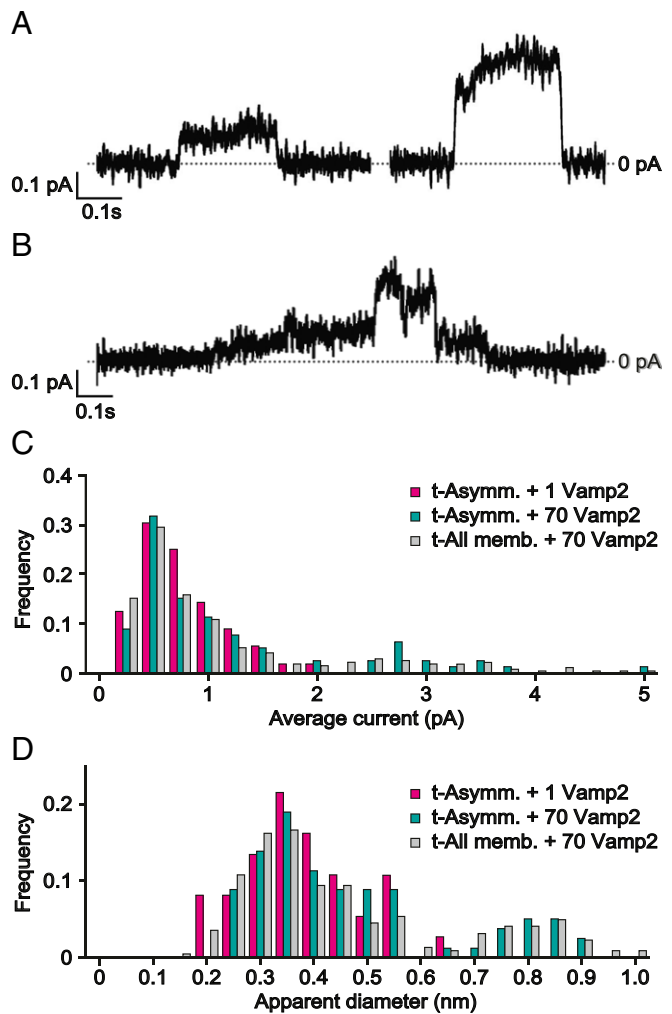 A
0 pA
0.1 pA
0.1s
B
0 pA
0.1 pA
0.1s
C
0.4
0.3
0.2
0.1
0
Frequency
t-Asymm. + 1 Vamp2
t-Asymm. + 70 Vamp2
t-All memb. + 70 Vamp2
0 1 2 3 4 5
Average current (pA)
D
0.2
0.1
0
Frequency
t-Asymm. + 1 Vamp2
t-Asymm. + 70 Vamp2
t-All memb. + 70 Vamp2
0 0.1 0.2 0.3 0.4 0.5 0.6 0.7 0.8 0.9 1.0
Apparent diameter (nm)